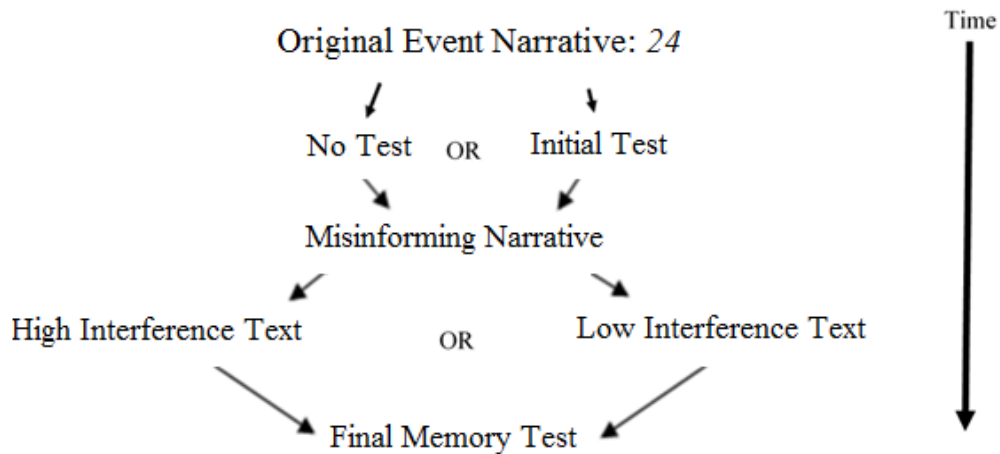 Time
Original Event Narrative: 24
No Test OR Initial Test
Misinforming Narrative
High Interference Text OR Low Interference Text
Final Memory Test